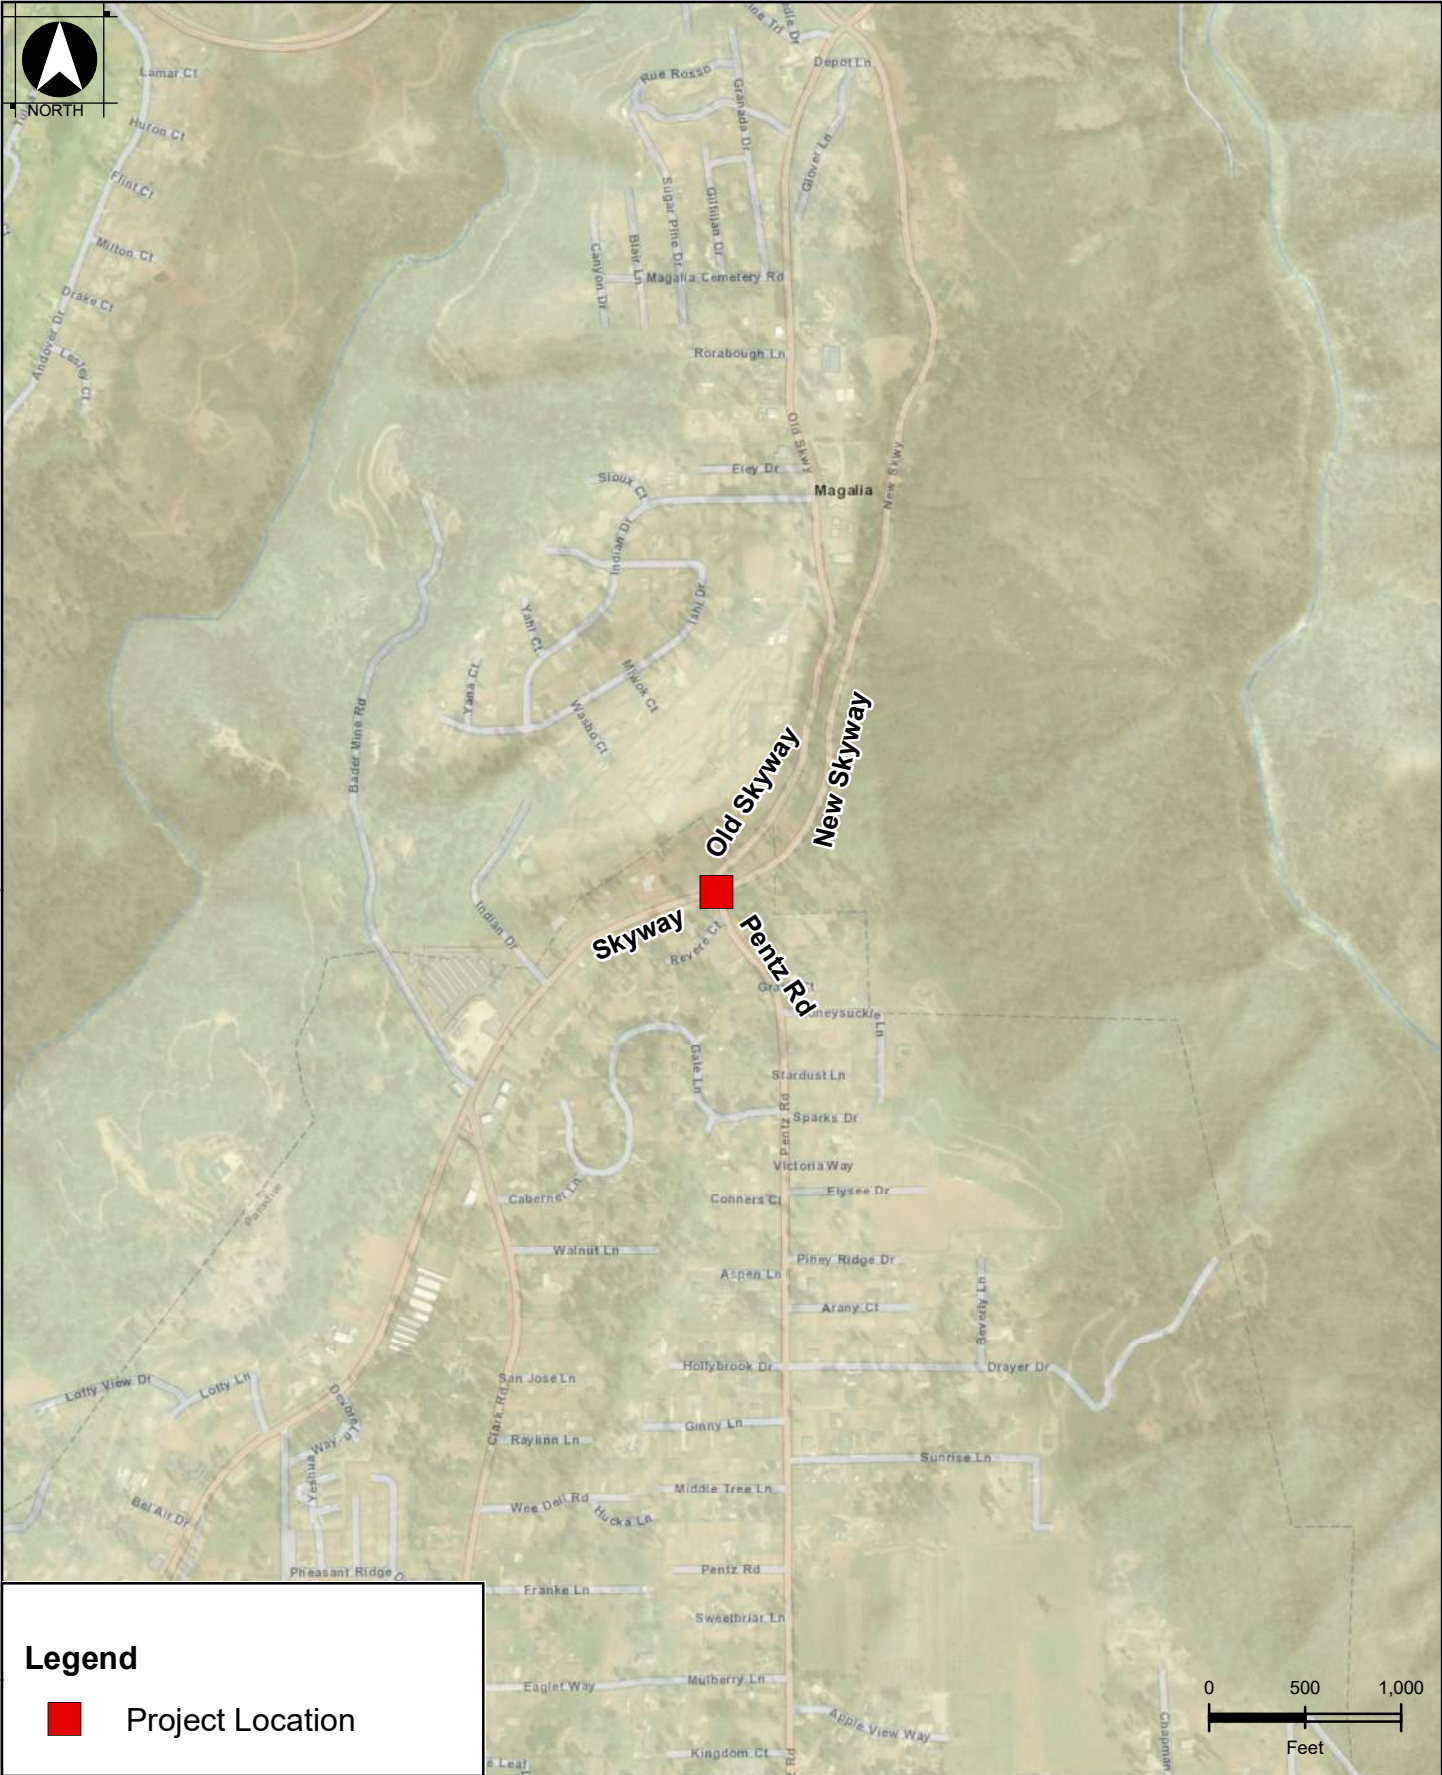 NORTH
Lamar Ct
Huron Ct
Flint Ct
Milton Ct
Drake Ct
Andover Dr
Lesley Ct
Rue Rosso
Granada Dr
Depot Ln
Glover Ln
Sugar Pine Dr
Gilfillan Dr
Blair Ln
Canyon Dr
Magalia Cemetery Rd
Rorabough Ln
Old Skwy
New Skwy
Eley Dr
Sioux Ct
Magalia
Indian Dr
Ishi Dr
Yahi Ct
Yana Ct
Miwok Ct
Washo Ct
Bader Mine Rd
Old Skyway
New Skyway
Skyway
Pentz Rd
Indian Dr
Revere Ct
Gale Ln
Stardust Ln
Pentz Rd
Sparks Dr
Victoria Way
Elysee Dr
Conners Ct
Cabernet Ln
Paradise
Walnut Ln
Piney Ridge Dr
Aspen Ln
Arany Ct
Beverly Ln
Hollybrook Dr
Drayer Dr
San Jose Ln
Lofty View Dr
Lofty Ln
Devore Ln
Clark Rd
Ginny Ln
Raylinn Ln
Yeshua Way
Sunrise Ln
Middle Tree Ln
Bel Air Dr
Wee Dell Rd
Hucka Ln
Pentz Rd
Pheasant Ridge Dr
Franke Ln
Sweetbriar Ln
Legend
Project Location
Eaglet Way
Mulberry Ln
Apple View Way
Kingdom Ct
Rd
e Leaf
Chapman
0 500 1,000
Feet